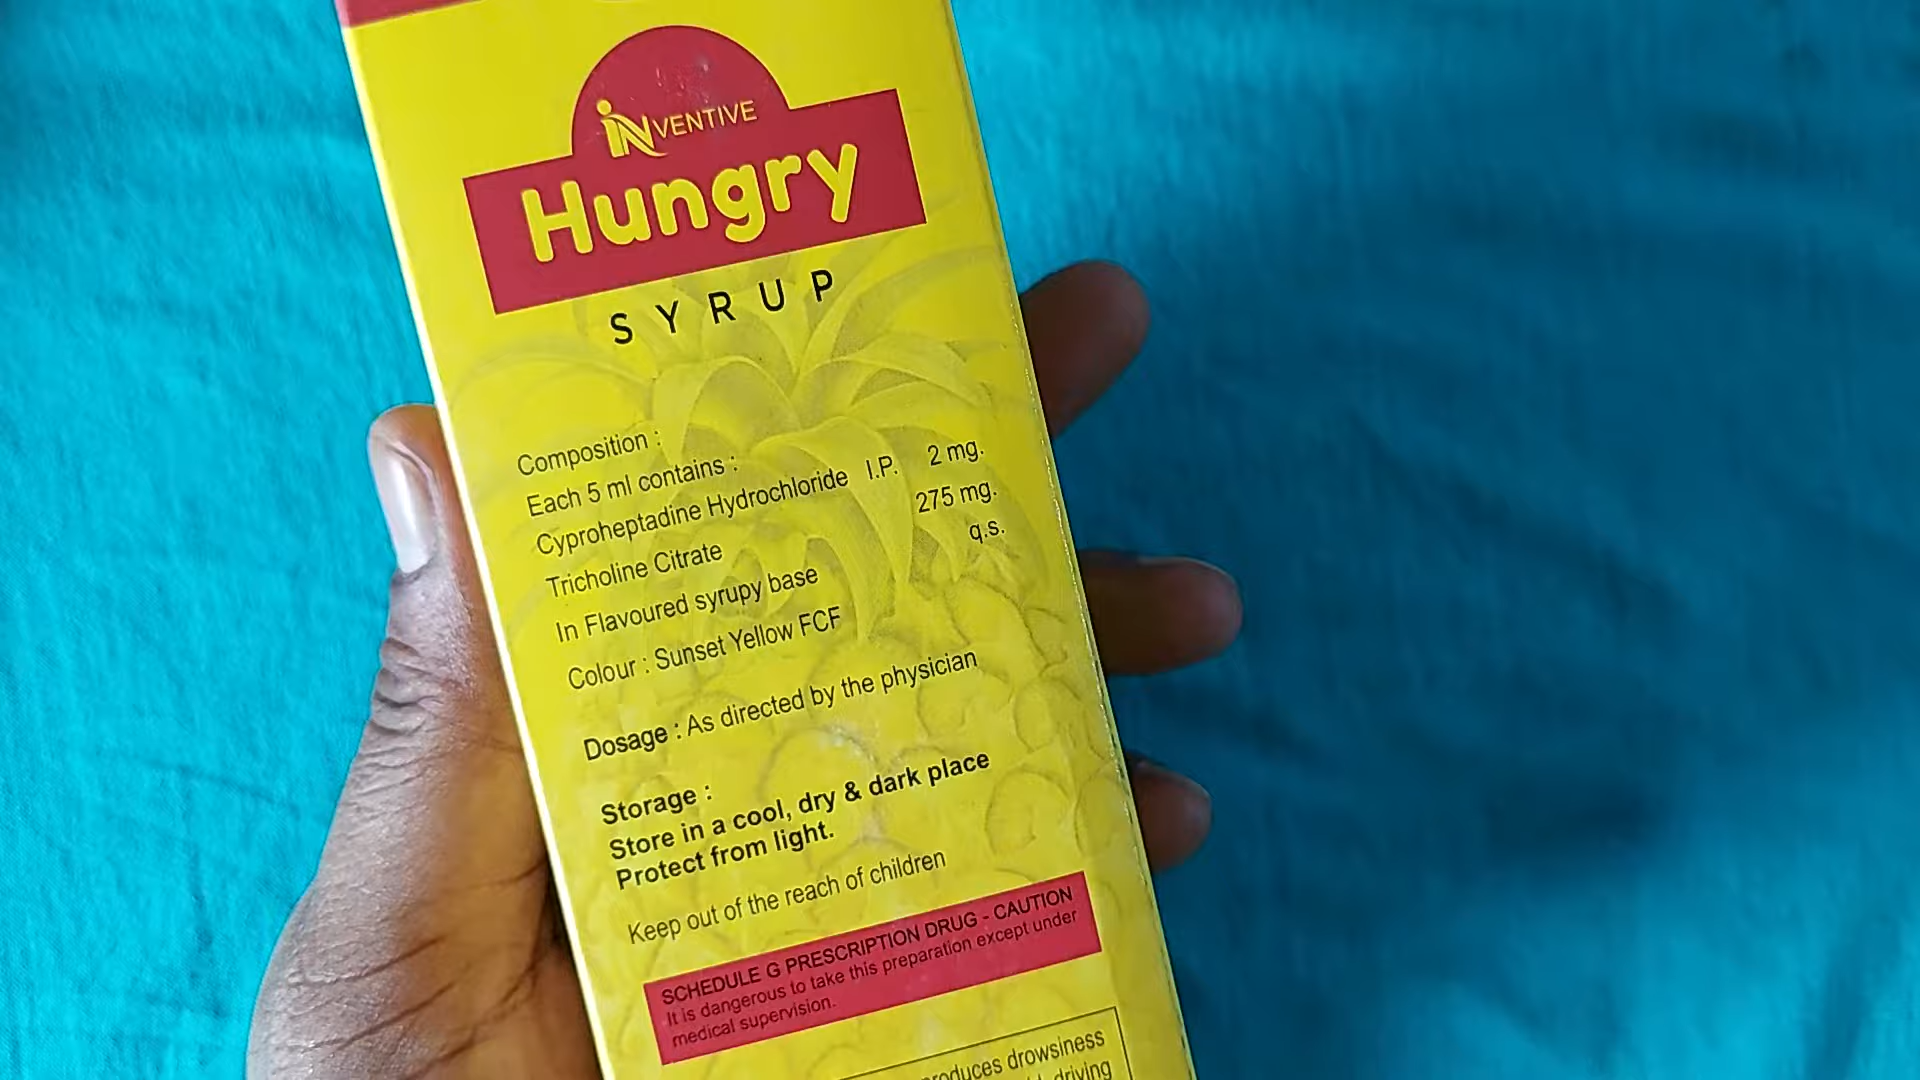 iNVENTIVE
Hungry
SYRUP
Composition :
Each 5 ml contains :
Cyproheptadine Hydrochloride I.P. 2 mg.
Tricholine Citrate 275 mg.
In Flavoured syrupy base q.s.
Colour : Sunset Yellow FCF
Dosage : As directed by the physician
Storage :
Store in a cool, dry & dark place
Protect from light.
Keep out of the reach of children
SCHEDULE G PRESCRIPTION DRUG - CAUTION
It is dangerous to take this preparation except under
medical supervision.
drowsiness
driving